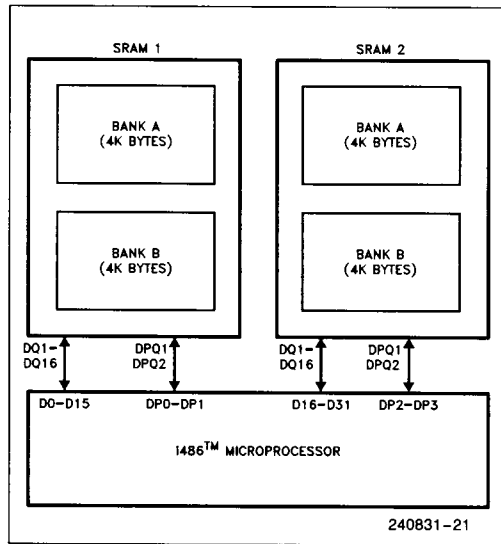 SRAM 1
SRAM 2
BANK A
(4K BYTES)
BANK A
(4K BYTES)
BANK B
(4K BYTES)
BANK B
(4K BYTES)
DQ1-
DQ16
DPQ1
DPQ2
DQ1-
DQ16
DPQ1
DPQ2
D0-D15
DP0-DP1
D16-D31
DP2-DP3
i486™ MICROPROCESSOR
240831-21